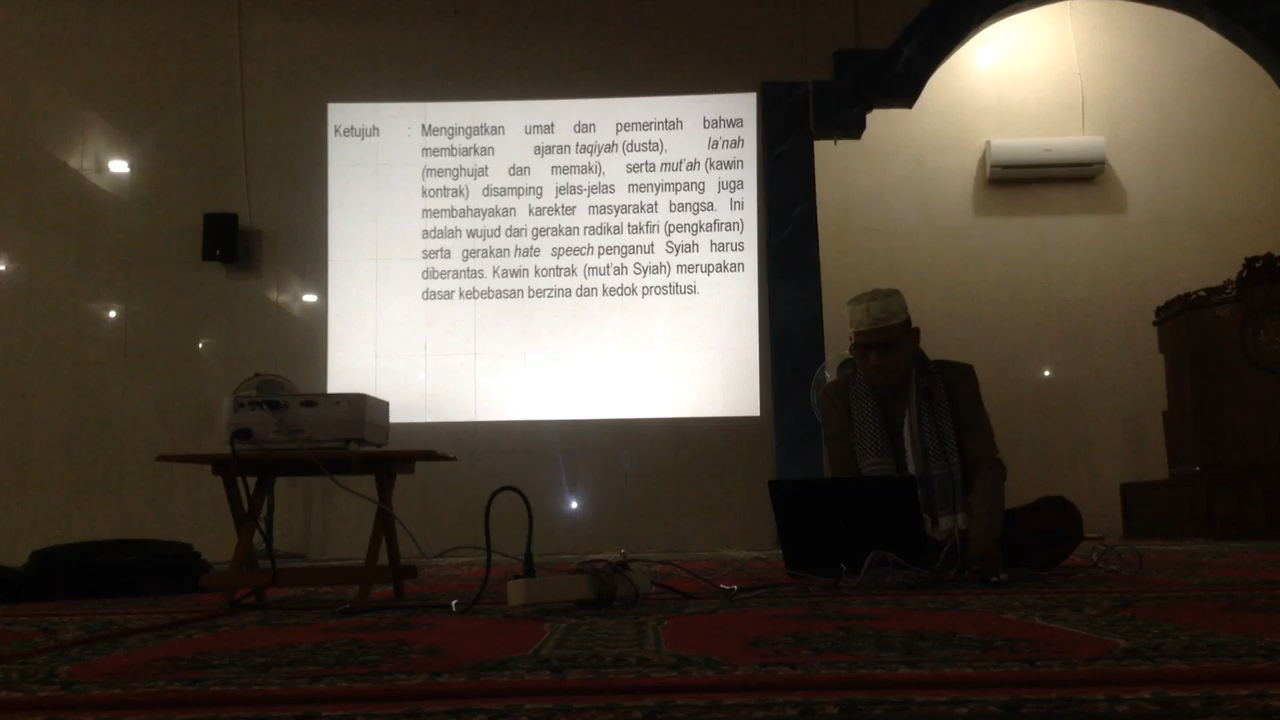 Ketujuh : Mengingatkan umat dan pemerintah bahwa
membiarkan ajaran taqiyah (dusta), la'nah
(menghujat dan memaki), serta mut'ah (kawin
kontrak) disamping jelas-jelas menyimpang juga
membahayakan karekter masyarakat bangsa. Ini
adalah wujud dari gerakan radikal takfiri (pengkafiran)
serta gerakan hate speech penganut Syiah harus
diberantas. Kawin kontrak (mut'ah Syiah) merupakan
dasar kebebasan berzina dan kedok prostitusi.